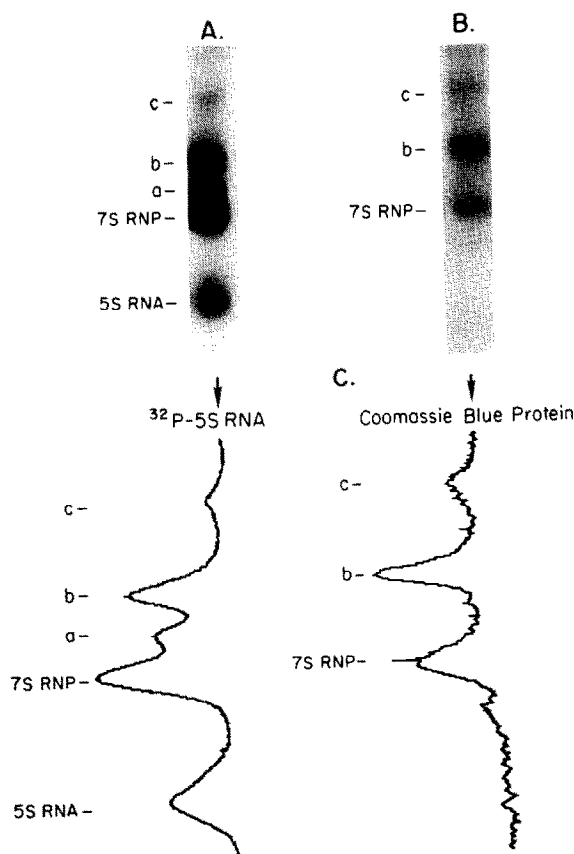 A.
c –
b –
a –
7S RNP –
5S RNA –
B.
c –
b –
7S RNP –
C.
³²P-5S RNA
c –
b –
a –
7S RNP –
5S RNA –
Coomassie Blue Protein
c –
b –
7S RNP